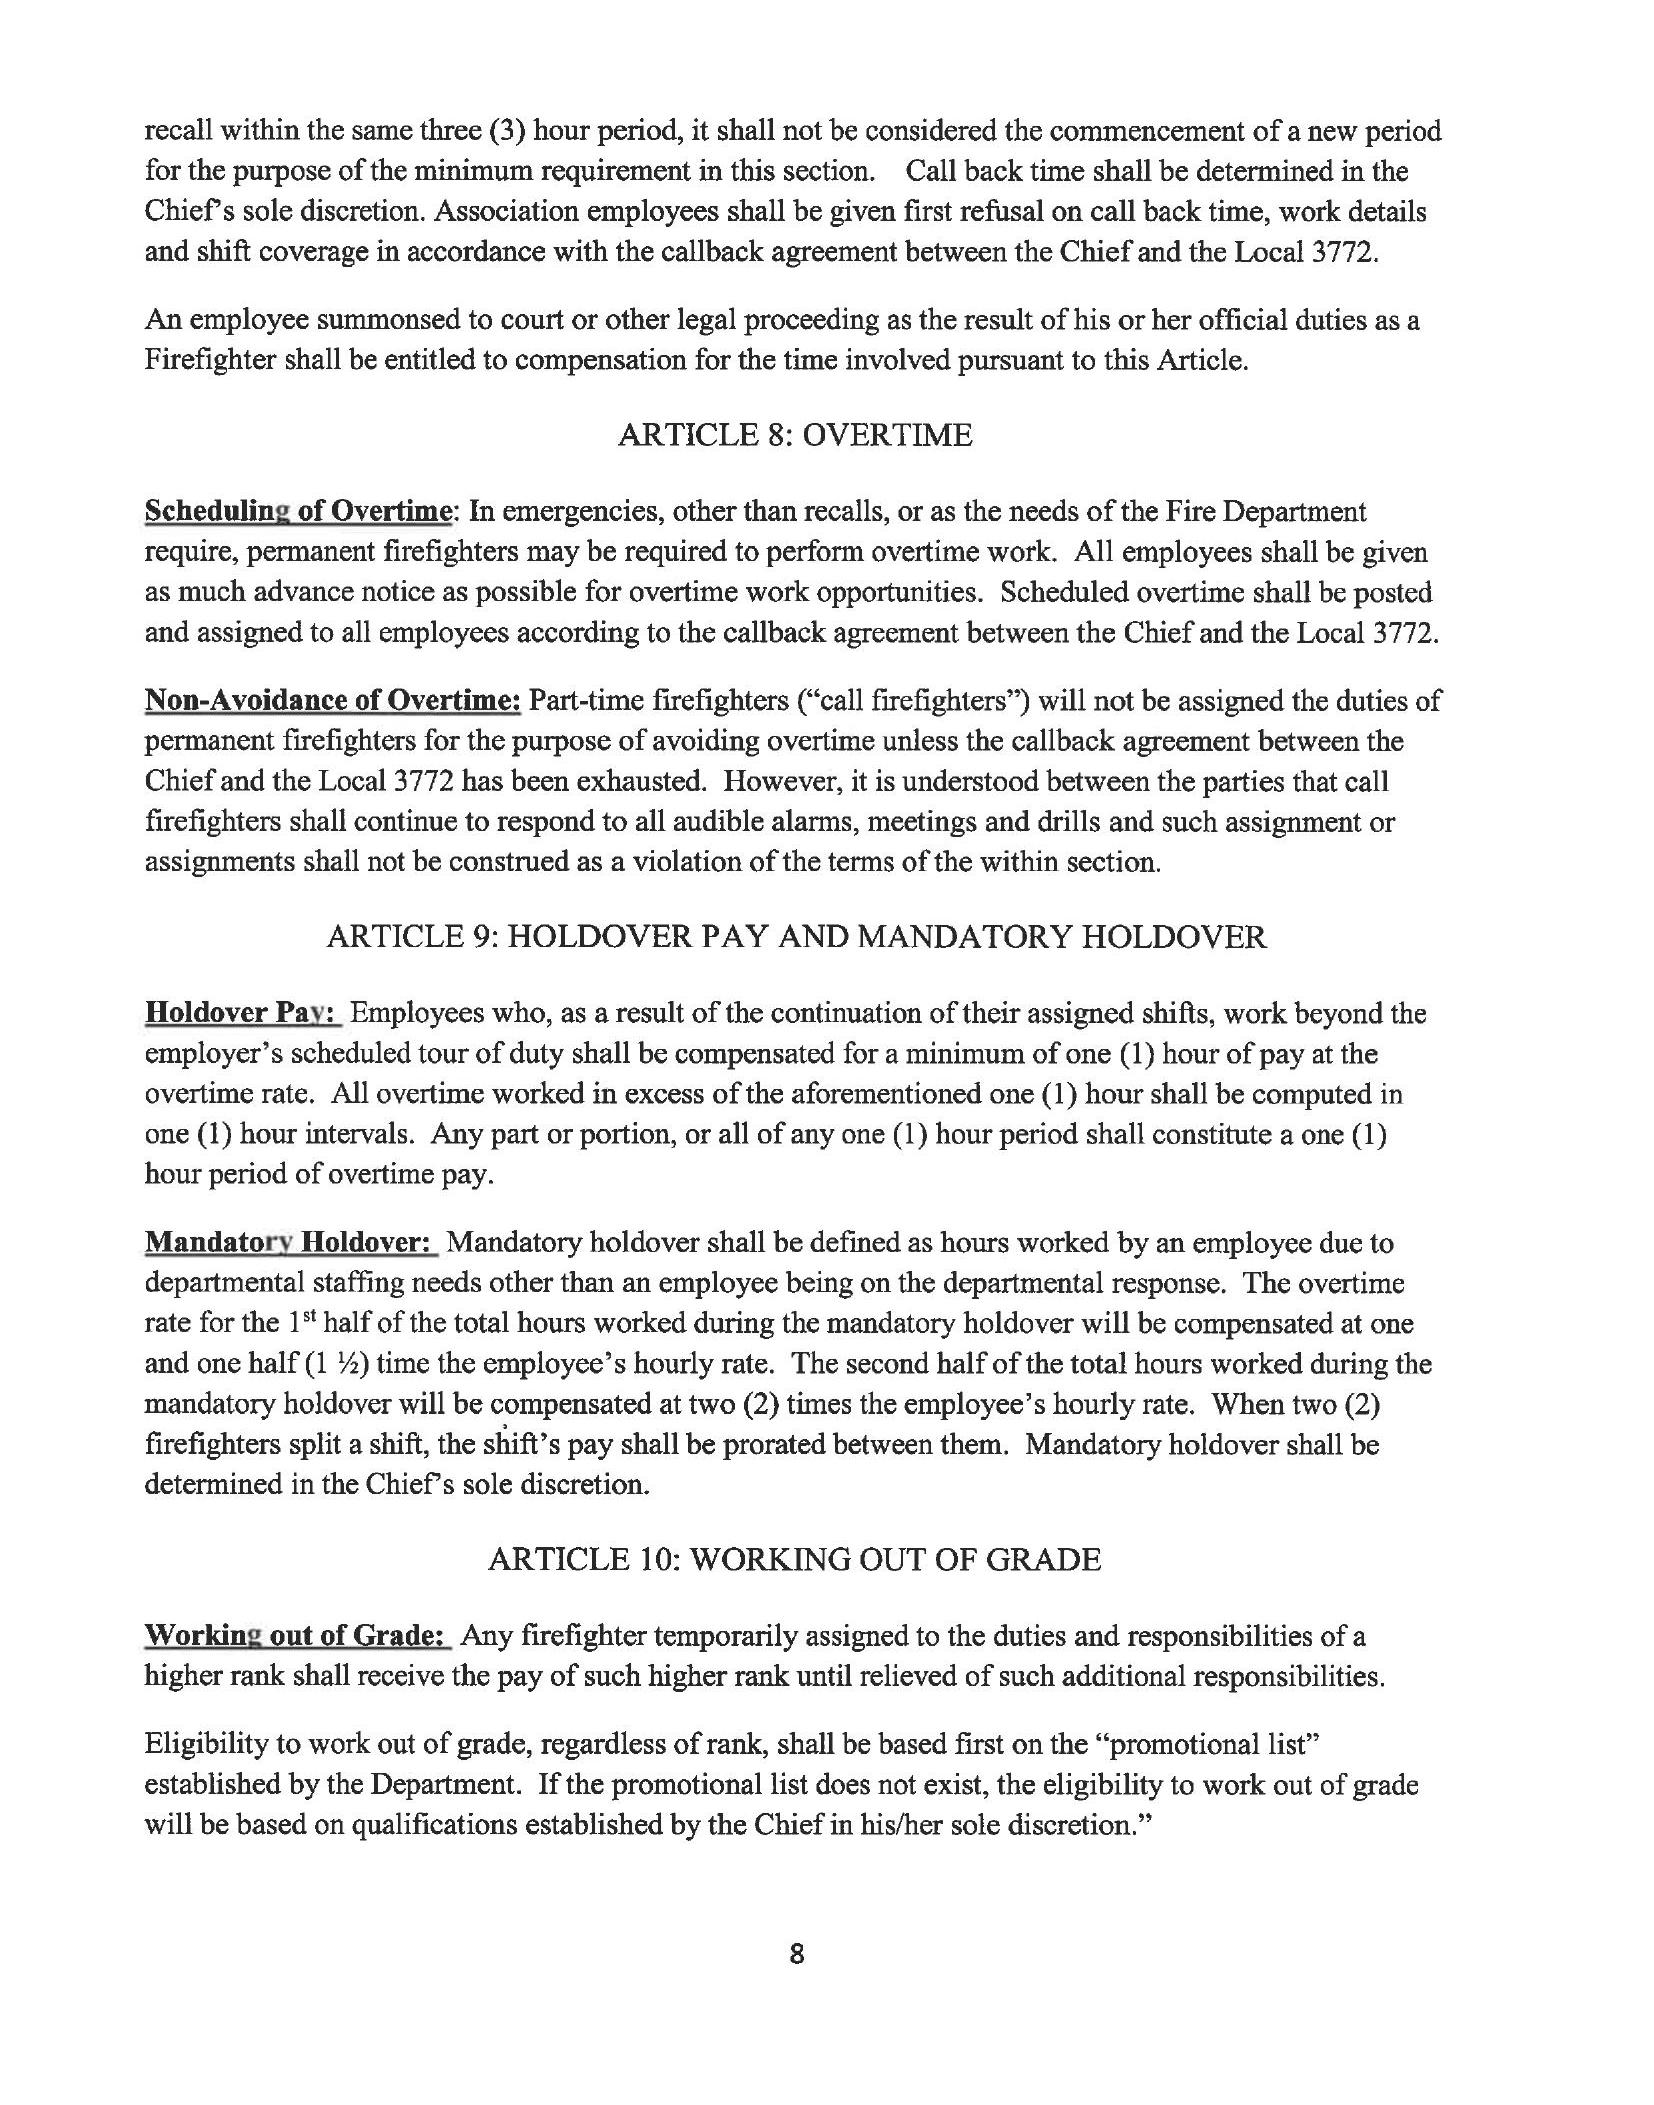 recall within the same three (3) hour period, it shall not be considered the commencement of a new period
for the purpose of the minimum requirement in this section.    Call back time shall be determined in the
Chief's sole discretion. Association employees shall be given first refusal on call back time, work details
and shift coverage in accordance with the callback agreement between the Chief and the Local 3772.
An employee summonsed to court or other legal proceeding as the result of his or her official duties as a
Firefighter shall be entitled to compensation for the time involved pursuant to this Article.
ARTICLE 8: OVERTIME
Scheduling of Overtime: In emergencies, other than recalls, or as the needs of the Fire Department
require, permanent firefighters may be required to perform overtime work.  All employees shall be given
as much advance notice as possible for overtime work opportunities.  Scheduled overtime shall be posted
and assigned to all employees according to the callback agreement between the Chief and the Local 3772.
Non-Avoidance of Overtime: Part-time firefighters (“call firefighters”) will not be assigned the duties of
permanent firefighters for the purpose of avoiding overtime unless the callback agreement between the
Chief and the Local 3772 has been exhausted.  However, it is understood between the parties that call
firefighters shall continue to respond to all audible alarms, meetings and drills and such assignment or
assignments shall not be construed as a violation of the terms of the within section.
ARTICLE 9: HOLDOVER PAY AND MANDATORY HOLDOVER
Holdover Pay:  Employees who, as a result of the continuation of their assigned shifts, work beyond the
employer’s scheduled tour of duty shall be compensated for a minimum of one (1) hour of pay at the
overtime rate.  All overtime worked in excess of the aforementioned one (1) hour shall be computed in
one (1) hour intervals.  Any part or portion, or all of any one (1) hour period shall constitute a one (1)
hour period of overtime pay.
Mandatory Holdover:  Mandatory holdover shall be defined as hours worked by an employee due to
departmental staffing needs other than an employee being on the departmental response.  The overtime
rate for the 1st half of the total hours worked during the mandatory holdover will be compensated at one
and one half (1 ½) time the employee’s hourly rate.  The second half of the total hours worked during the
mandatory holdover will be compensated at two (2) times the employee’s hourly rate.  When two (2)
firefighters split a shift, the shift’s pay shall be prorated between them.  Mandatory holdover shall be
determined in the Chief's sole discretion.
ARTICLE 10: WORKING OUT OF GRADE
Working out of Grade:  Any firefighter temporarily assigned to the duties and responsibilities of a
higher rank shall receive the pay of such higher rank until relieved of such additional responsibilities.
Eligibility to work out of grade, regardless of rank, shall be based first on the “promotional list”
established by the Department.  If the promotional list does not exist, the eligibility to work out of grade
will be based on qualifications established by the Chief in his/her sole discretion.”
8